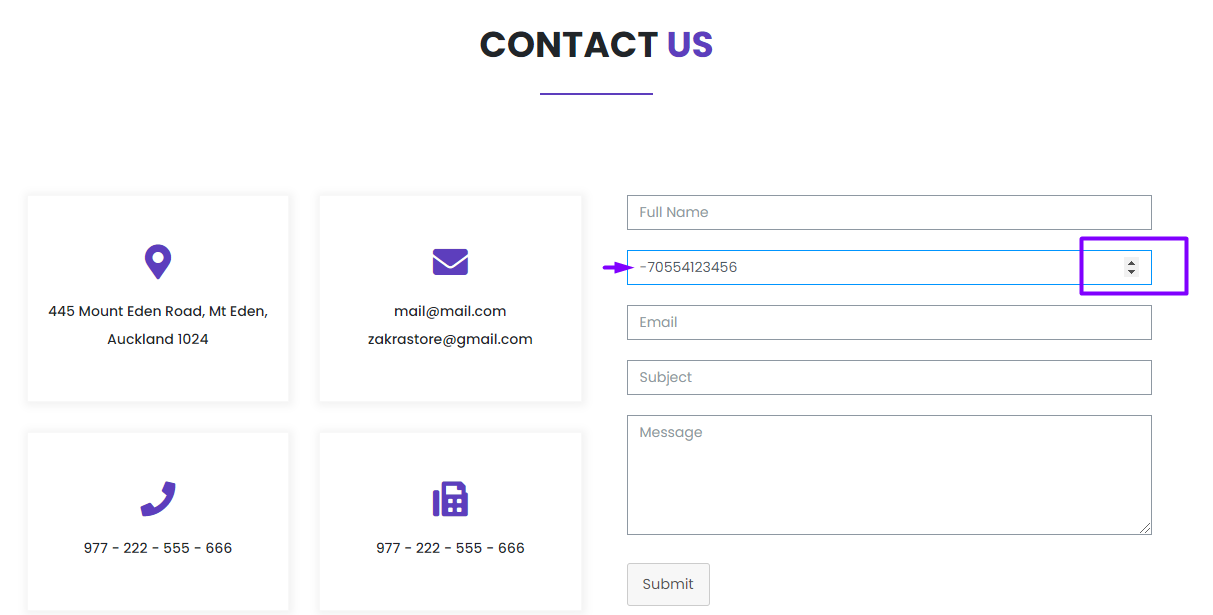 CONTACT US
445 Mount Eden Road, Mt Eden,
Auckland 1024
mail@mail.com
zakrastore@gmail.com
977 - 222 - 555 - 666
977 - 222 - 555 - 666
Full Name
-70554123456
Email
Subject
Message
Submit